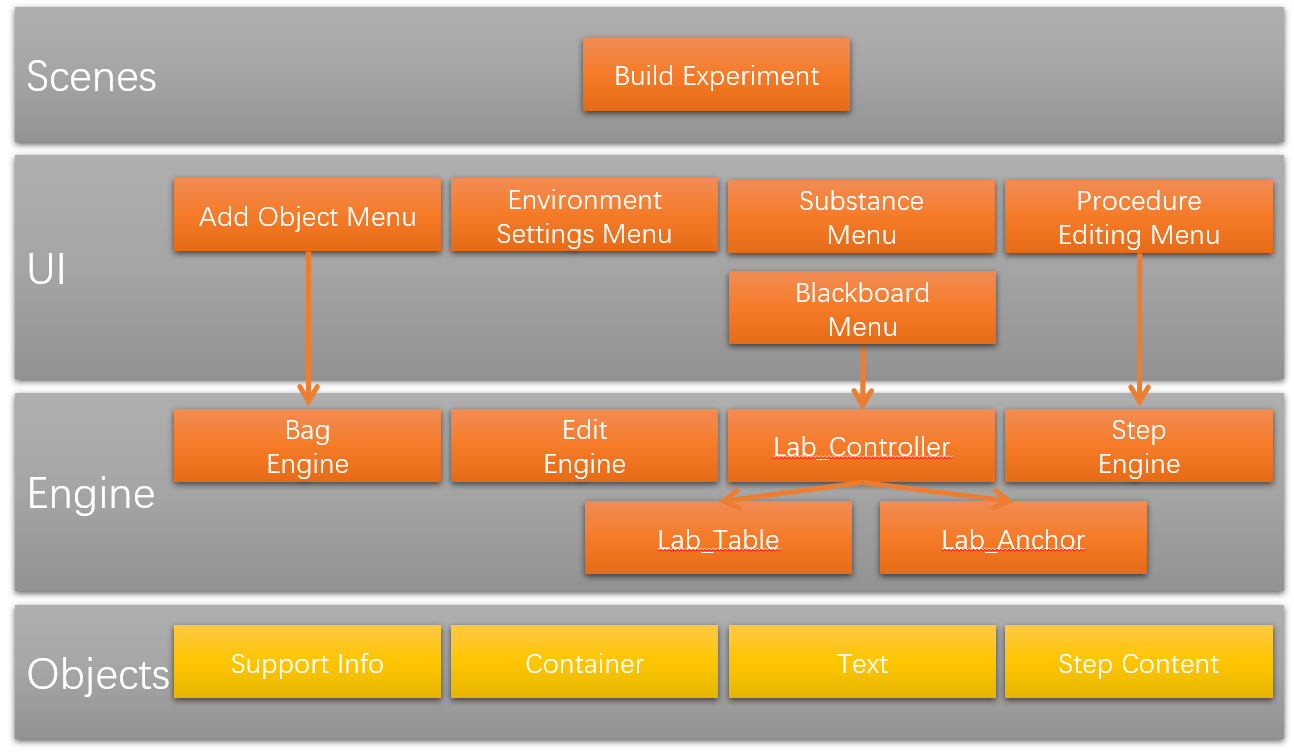 Scenes
Build Experiment
UI
Add Object Menu
Environment
Settings Menu
Substance
Menu
Procedure
Editing Menu
Blackboard
Menu
Engine
Bag
Engine
Edit
Engine
Lab_Controller
Step
Engine
Lab_Table
Lab_Anchor
Objects
Support Info
Container
Text
Step Content